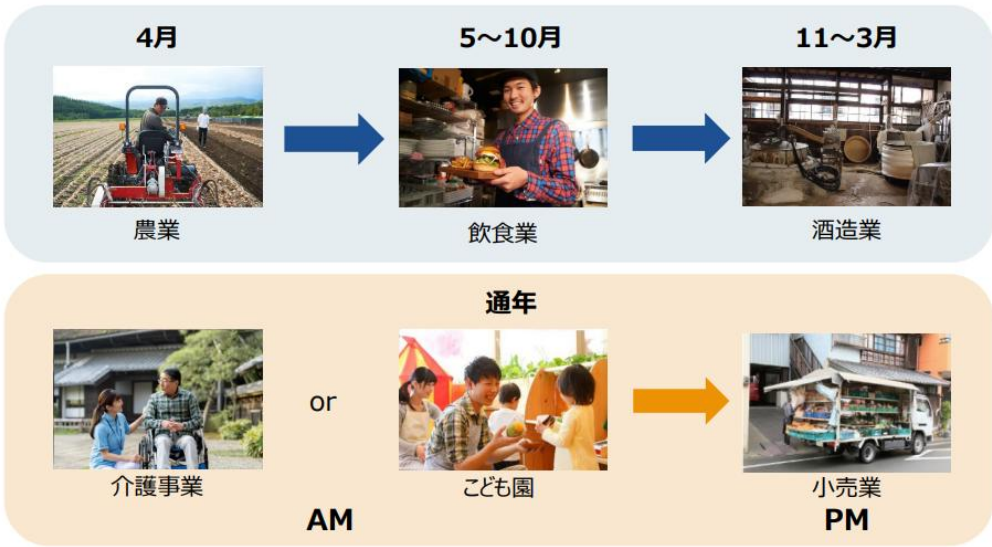 4月
5～10月
11～3月
農業
飲食業
酒造業
通年
or
介護事業
こども園
小売業
AM
PM